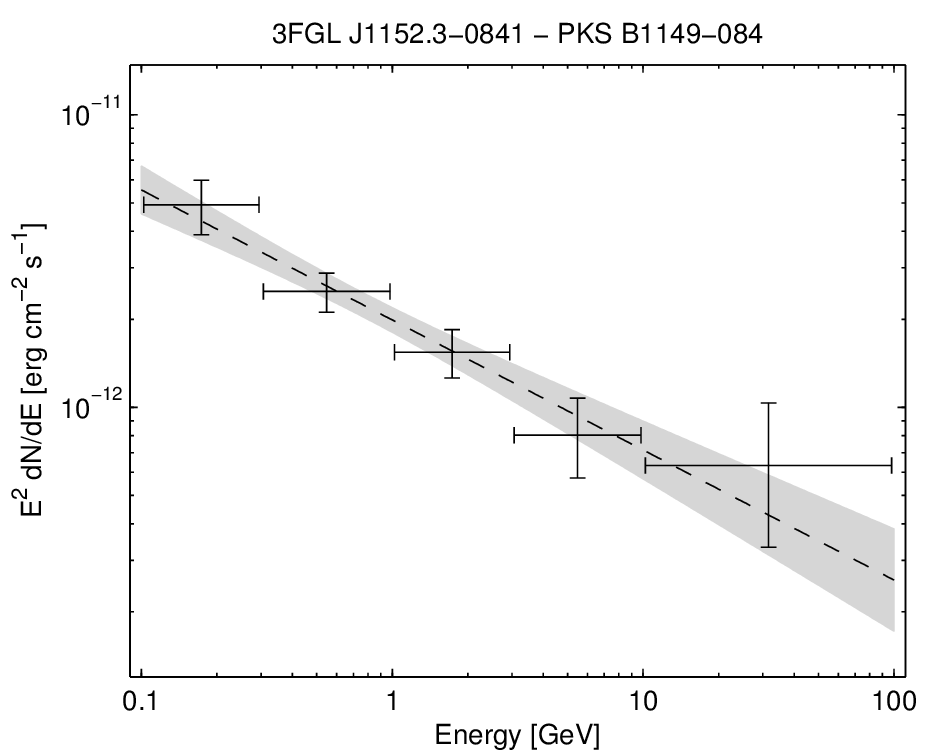 3FGL J1152.3−0841 − PKS B1149−084
10⁻¹¹
10⁻¹²
E² dN/dE [erg cm⁻² s⁻¹]
0.1 1 10 100
Energy [GeV]